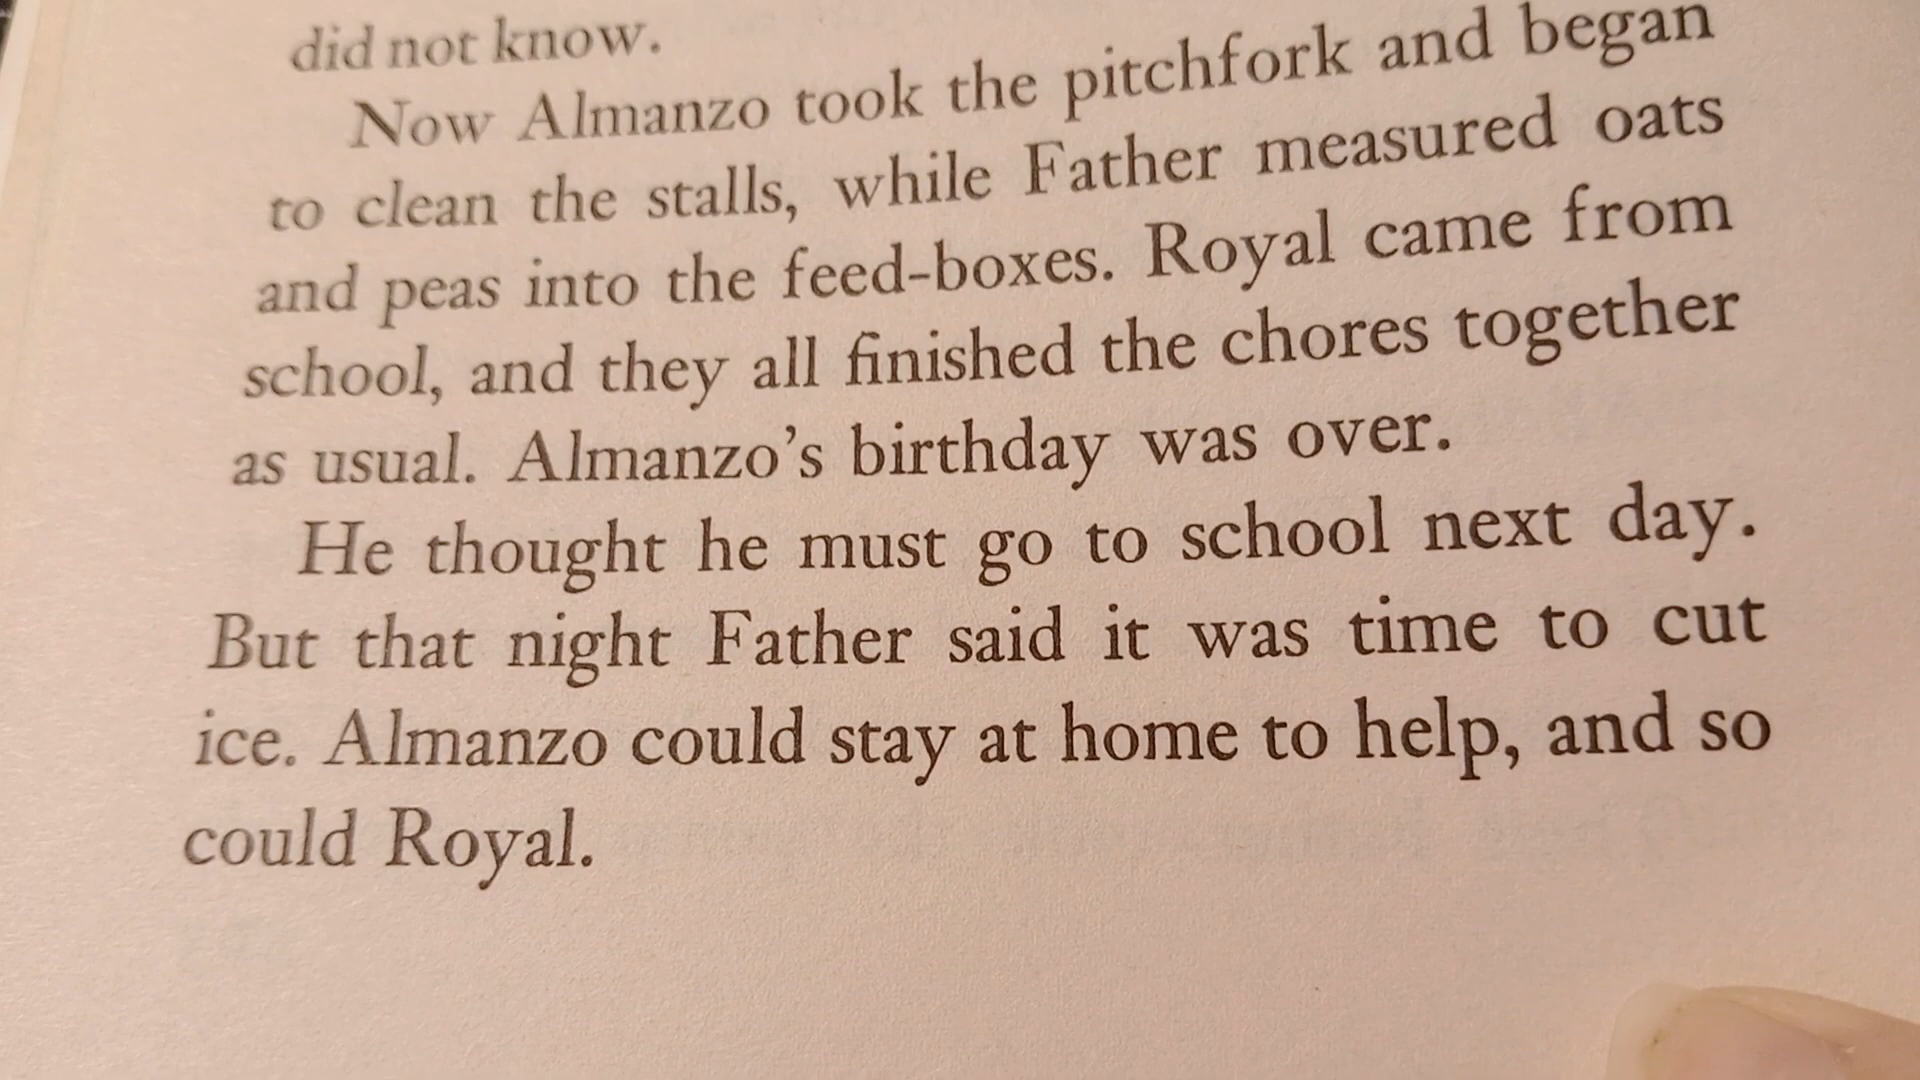 did not know.
Now Almanzo took the pitchfork and began
to clean the stalls, while Father measured oats
and peas into the feed-boxes. Royal came from
school, and they all finished the chores together
as usual. Almanzo’s birthday was over.
He thought he must go to school next day.
But that night Father said it was time to cut
ice. Almanzo could stay at home to help, and so
could Royal.